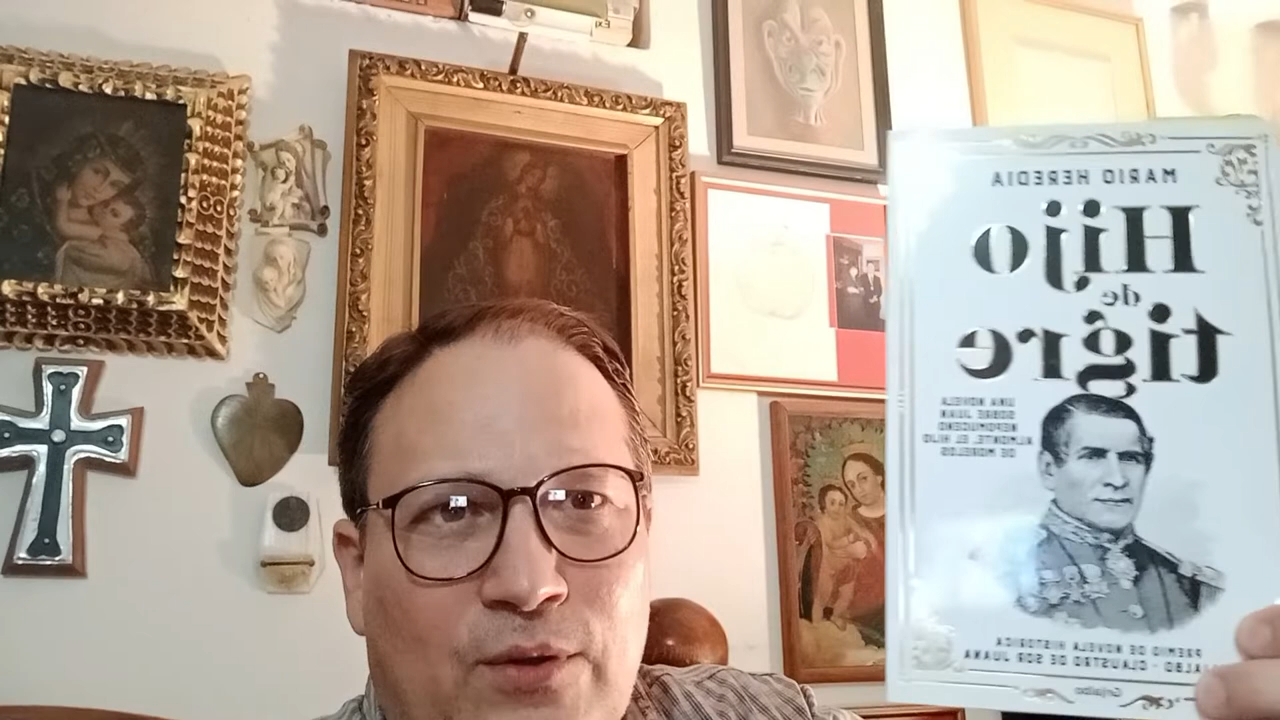 MARIO HEREDIA
Hijo
de
tigre
UNA NOVELA
SOBRE JUAN
NEPOMUCENO
ALMONTE, EL HIJO
DE MORELOS
PREMIO DE NOVELA HISTÓRICA
CLAUSTRO DE SOR JUANA
Grijalbo